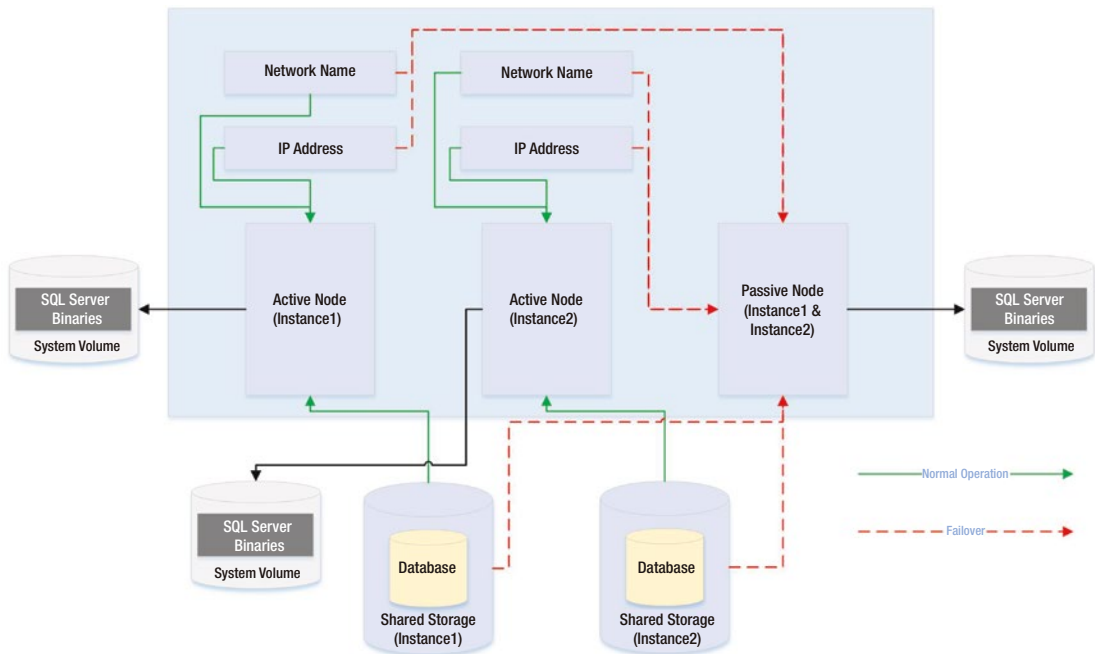 Network Name
Network Name
IP Address
IP Address
Active Node
(Instance1)
Active Node
(Instance2)
Passive Node
(Instance1 &
Instance2)
SQL Server
Binaries
System Volume
SQL Server
Binaries
System Volume
SQL Server
Binaries
System Volume
Database
Shared Storage
(Instance1)
Database
Shared Storage
(Instance2)
Normal Operation
Failover